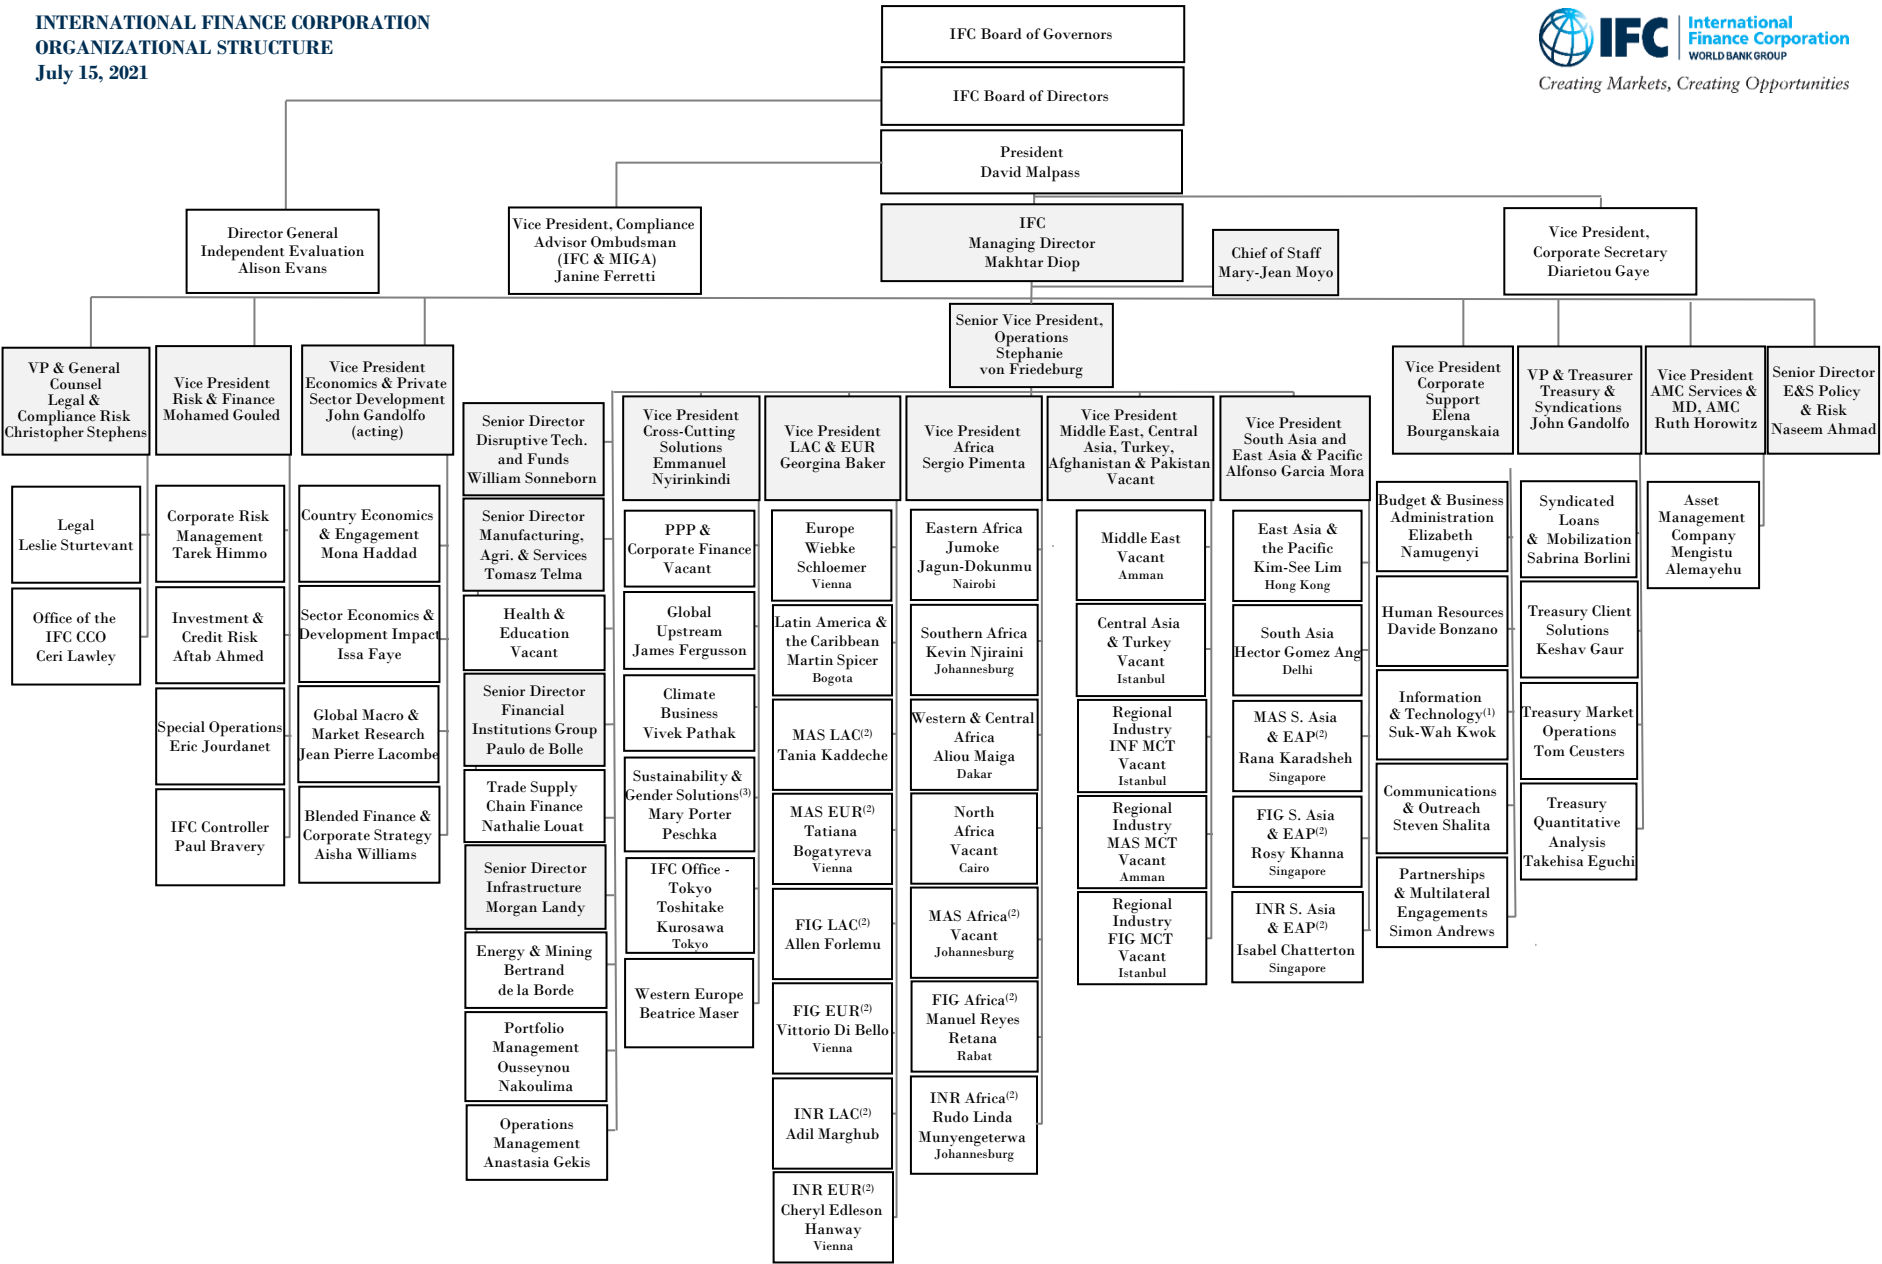 INTERNATIONAL FINANCE CORPORATION
ORGANIZATIONAL STRUCTURE
July 15, 2021
IFC
International
Finance Corporation
WORLD BANK GROUP
Creating Markets, Creating Opportunities
IFC Board of Governors
IFC Board of Directors
President
David Malpass
Director General
Independent Evaluation
Alison Evans
Vice President, Compliance
Advisor Ombudsman
(IFC & MIGA)
Janine Ferretti
IFC
Managing Director
Makhtar Diop
Chief of Staff
Mary-Jean Moyo
Vice President,
Corporate Secretary
Diarietou Gaye
Senior Vice President,
Operations
Stephanie
von Friedeburg
VP & General
Counsel
Legal &
Compliance Risk
Christopher Stephens
Legal
Leslie Sturtevant
Office of the
IFC CCO
Ceri Lawley
Vice President
Risk & Finance
Mohamed Gouled
Corporate Risk
Management
Tarek Himmo
Investment &
Credit Risk
Aftab Ahmed
Special Operations
Eric Jourdanet
IFC Controller
Paul Bravery
Vice President
Economics & Private
Sector Development
John Gandolfo
(acting)
Country Economics
& Engagement
Mona Haddad
Sector Economics &
Development Impact
Issa Faye
Global Macro &
Market Research
Jean Pierre Lacombe
Blended Finance &
Corporate Strategy
Aisha Williams
Senior Director
Disruptive Tech.
and Funds
William Sonneborn
Senior Director
Manufacturing,
Agri. & Services
Tomasz Telma
Health &
Education
Vacant
Senior Director
Financial
Institutions Group
Paulo de Bolle
Trade Supply
Chain Finance
Nathalie Louat
Senior Director
Infrastructure
Morgan Landy
Energy & Mining
Bertrand
de la Borde
Portfolio
Management
Ousseynou
Nakoulima
Operations
Management
Anastasia Gekis
Vice President
Cross-Cutting
Solutions
Emmanuel
Nyirinkindi
PPP &
Corporate Finance
Vacant
Global
Upstream
James Fergusson
Climate
Business
Vivek Pathak
Sustainability &
Gender Solutions(3)
Mary Porter
Peschka
IFC Office -
Tokyo
Toshitake
Kurosawa
Tokyo
Western Europe
Beatrice Maser
Vice President
LAC & EUR
Georgina Baker
Europe
Wiebke
Schloemer
Vienna
Latin America &
the Caribbean
Martin Spicer
Bogota
MAS LAC(2)
Tania Kaddeche
MAS EUR(2)
Tatiana
Bogatyreva
Vienna
FIG LAC(2)
Allen Forlemu
FIG EUR(2)
Vittorio Di Bello
Vienna
INR LAC(2)
Adil Marghub
INR EUR(2)
Cheryl Edleson
Hanway
Vienna
Vice President
Africa
Sergio Pimenta
Eastern Africa
Jumoke
Jagun-Dokunmu
Nairobi
Southern Africa
Kevin Njiraini
Johannesburg
Western & Central
Africa
Aliou Maiga
Dakar
North
Africa
Vacant
Cairo
MAS Africa(2)
Vacant
Johannesburg
FIG Africa(2)
Manuel Reyes
Retana
Rabat
INR Africa(2)
Rudo Linda
Munyengeterwa
Johannesburg
Vice President
Middle East, Central
Asia, Turkey,
Afghanistan & Pakistan
Vacant
Middle East
Vacant
Amman
Central Asia
& Turkey
Vacant
Istanbul
Regional
Industry
INF MCT
Vacant
Istanbul
Regional
Industry
MAS MCT
Vacant
Amman
Regional
Industry
FIG MCT
Vacant
Istanbul
Vice President
South Asia and
East Asia & Pacific
Alfonso Garcia Mora
East Asia &
the Pacific
Kim-See Lim
Hong Kong
South Asia
Hector Gomez Ang
Delhi
MAS S. Asia
& EAP(2)
Rana Karadsheh
Singapore
FIG S. Asia
& EAP(2)
Rosy Khanna
Singapore
INR S. Asia
& EAP(2)
Isabel Chatterton
Singapore
Vice President
Corporate
Support
Elena
Bourganskaia
Budget & Business
Administration
Elizabeth
Namugenyi
Human Resources
Davide Bonzano
Information
& Technology(1)
Suk-Wah Kwok
Communications
& Outreach
Steven Shalita
Partnerships
& Multilateral
Engagements
Simon Andrews
VP & Treasurer
Treasury &
Syndications
John Gandolfo
Syndicated
Loans
& Mobilization
Sabrina Borlini
Treasury Client
Solutions
Keshav Gaur
Treasury Market
Operations
Tom Ceusters
Treasury
Quantitative
Analysis
Takehisa Eguchi
Vice President
AMC Services &
MD, AMC
Ruth Horowitz
Asset
Management
Company
Mengistu
Alemayehu
Senior Director
E&S Policy
& Risk
Naseem Ahmad